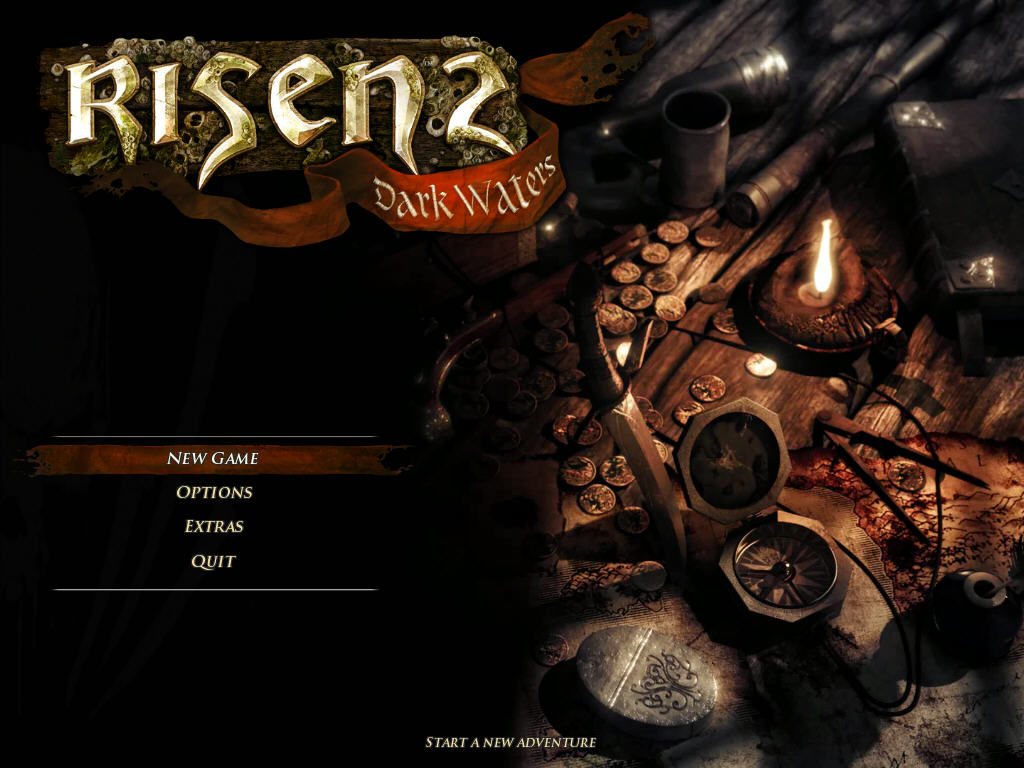 Risen 2
Dark Waters
New Game
Options
Extras
Quit
Start a new adventure